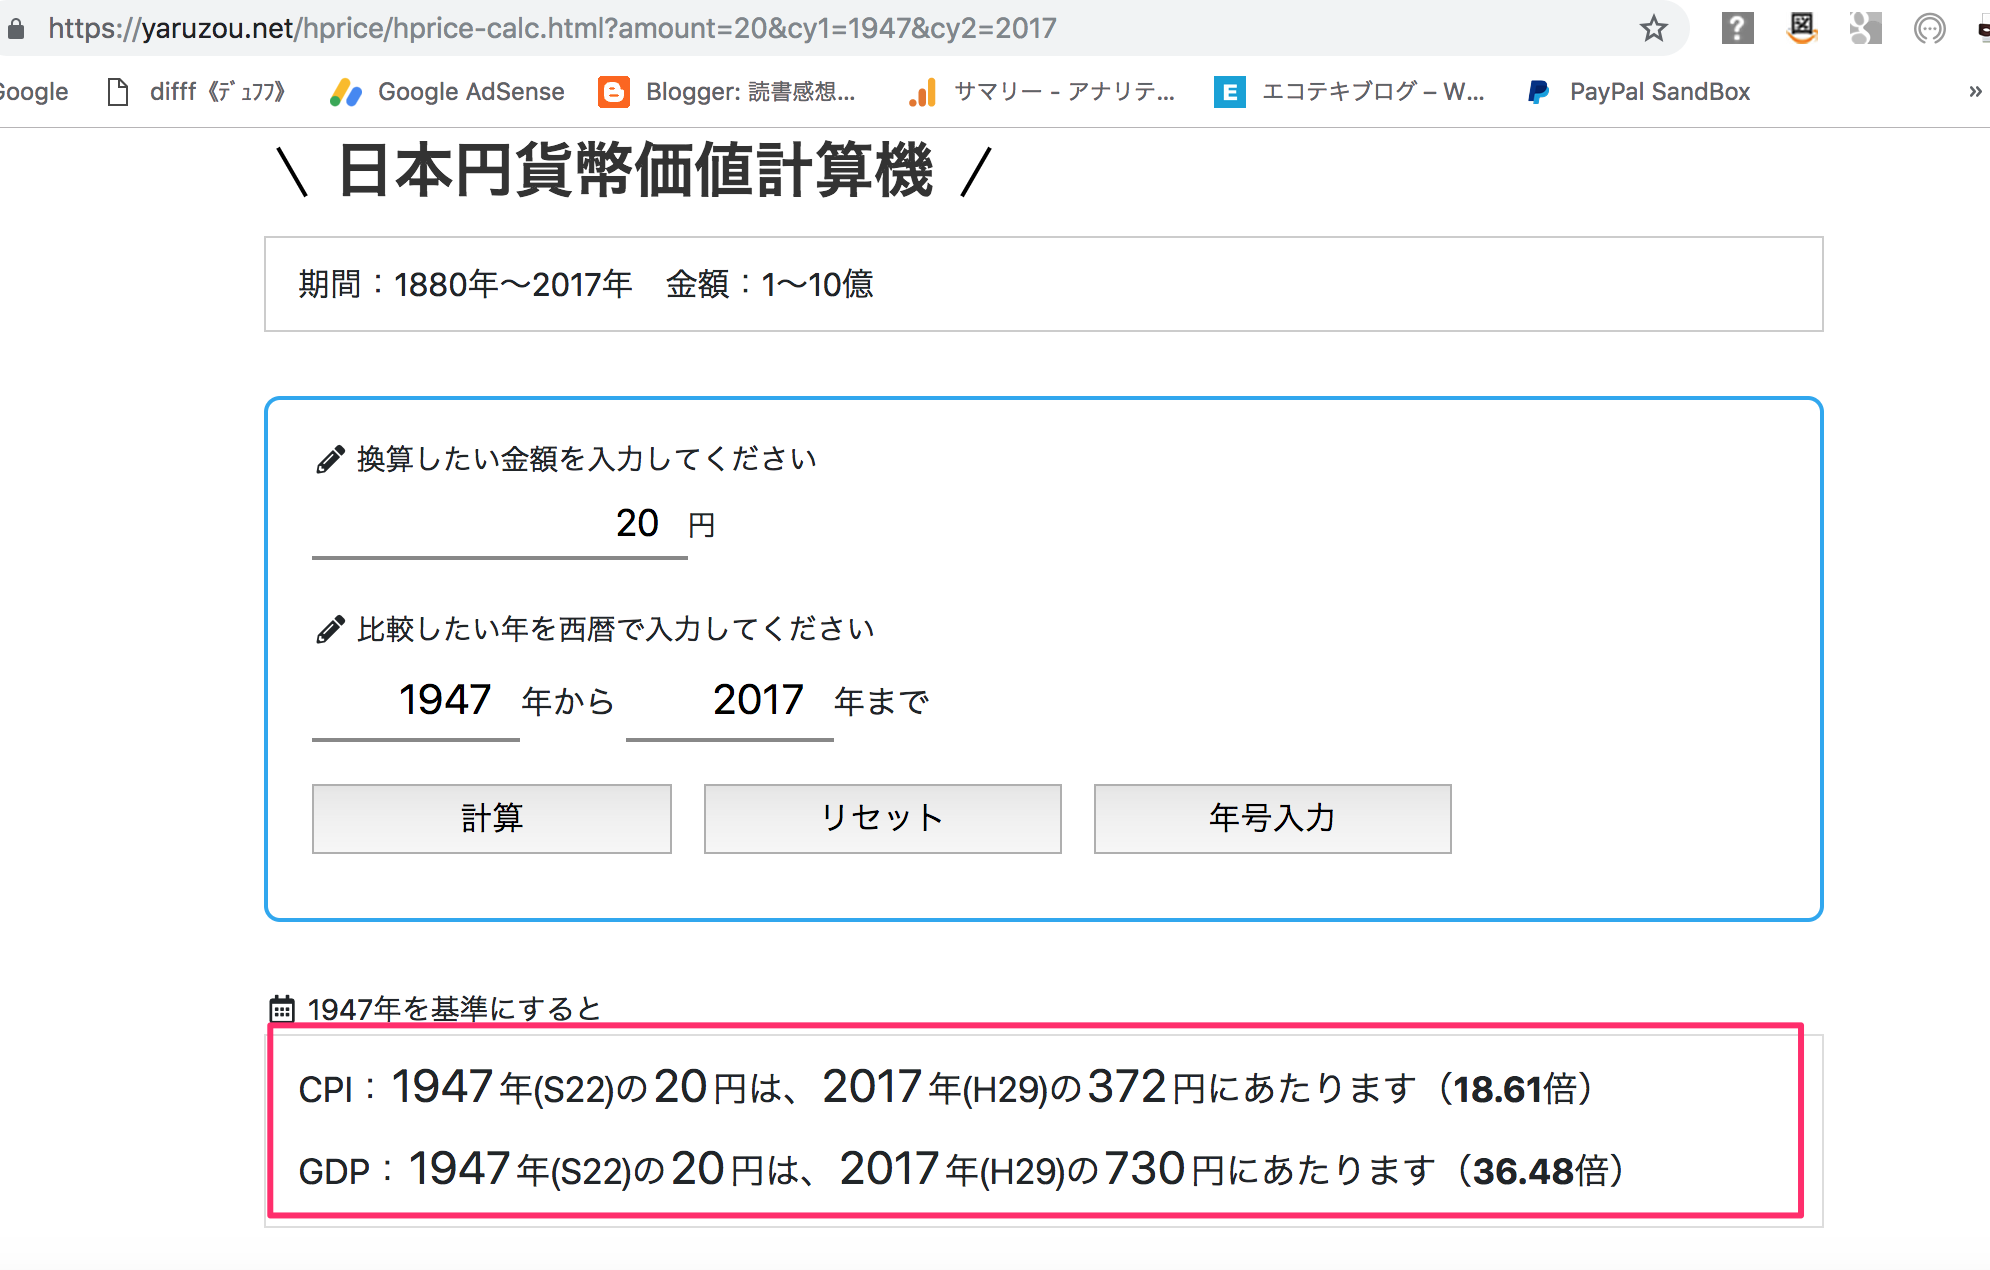 https://yaruzou.net/hprice/hprice-calc.html?amount=20&cy1=1947&cy2=2017
Google difff《ﾃﾞｭﾌﾌ》 Google AdSense Blogger: 読書感想... サマリー - アナリテ... エコテキブログ – W... PayPal SandBox »
\ 日本円貨幣価値計算機 /
期間：1880年〜2017年　金額：1〜10億
換算したい金額を入力してください
20 円
比較したい年を西暦で入力してください
1947 年から 2017 年まで
計算 リセット 年号入力
1947年を基準にすると
CPI： 1947年(S22)の20円は、2017年(H29)の372円にあたります（18.61倍）
GDP： 1947年(S22)の20円は、2017年(H29)の730円にあたります（36.48倍）